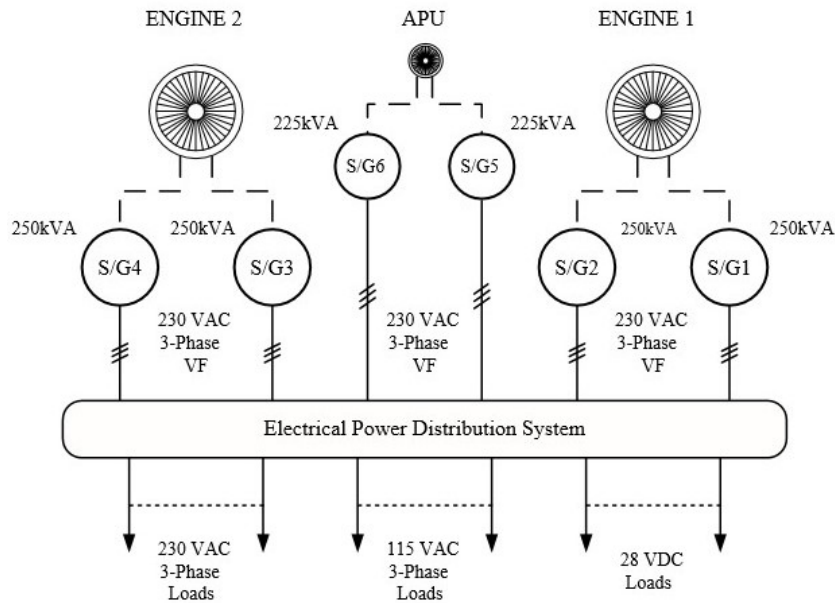 ENGINE 2
APU
ENGINE 1
225kVA
225kVA
S/G6
S/G5
250kVA
250kVA
250kVA
250kVA
S/G4
S/G3
S/G2
S/G1
230 VAC
3-Phase
VF
230 VAC
3-Phase
VF
230 VAC
3-Phase
VF
Electrical Power Distribution System
230 VAC
3-Phase
Loads
115 VAC
3-Phase
Loads
28 VDC
Loads